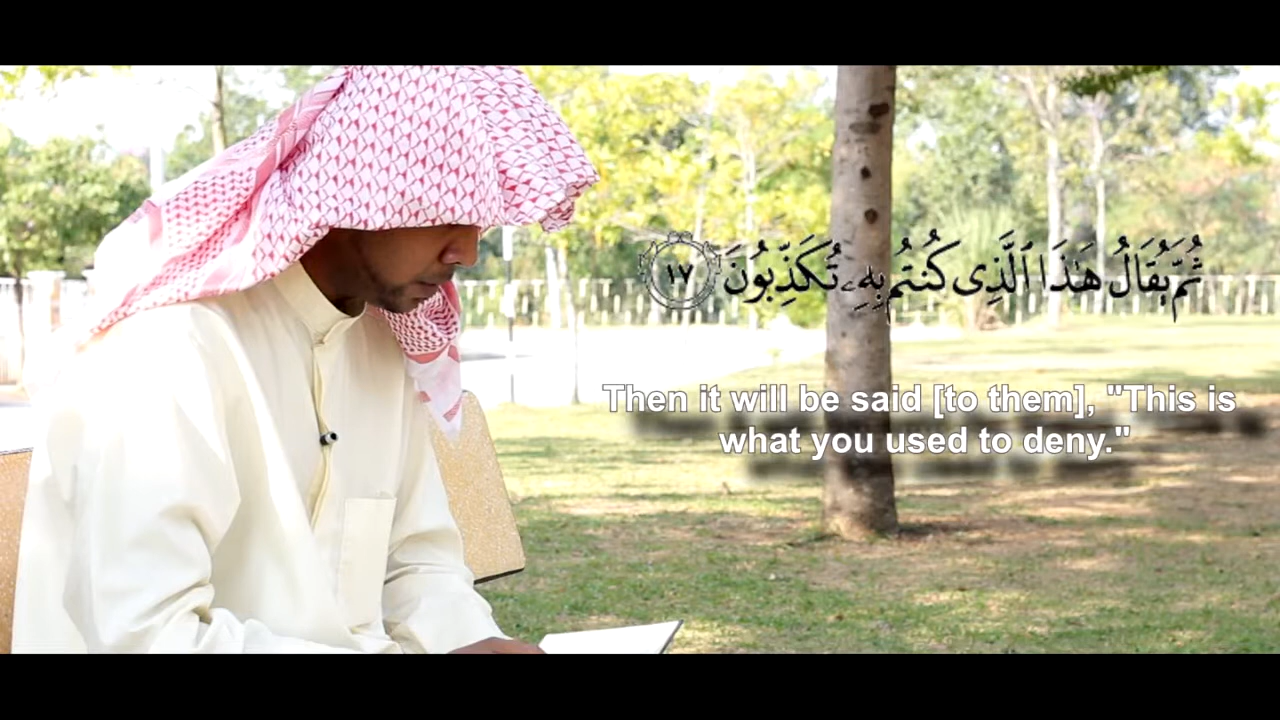 ثُمَّ يُقَالُ هَـٰذَا ٱلَّذِى كُنتُم بِهِۦ تُكَذِّبُونَ ١٧
Then it will be said [to them], "This is
what you used to deny."